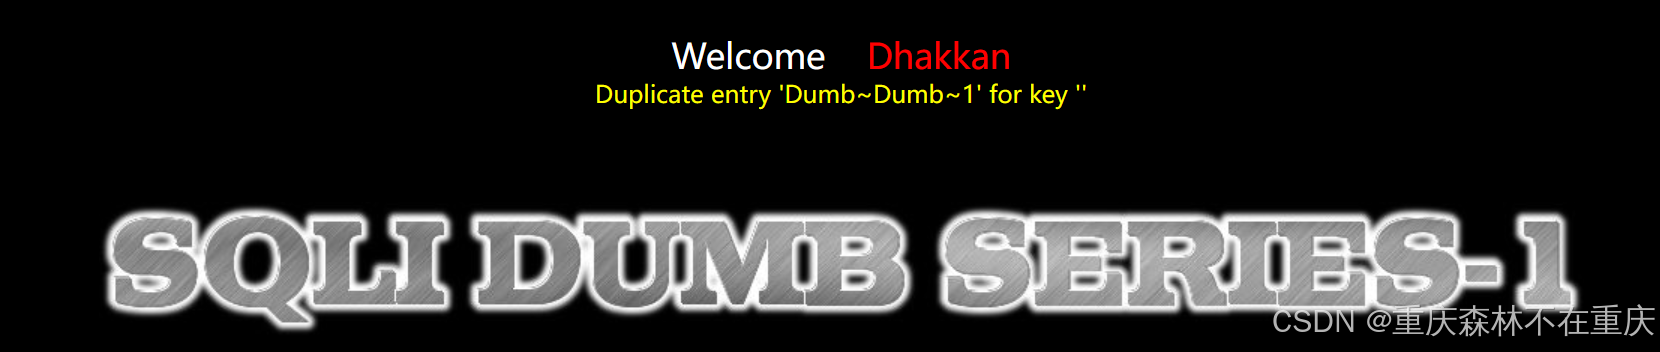 Welcome Dhakkan
Duplicate entry 'Dumb~Dumb~1' for key ''
SQLI DUMB SERIES-1
CSDN @重庆森林不在重庆